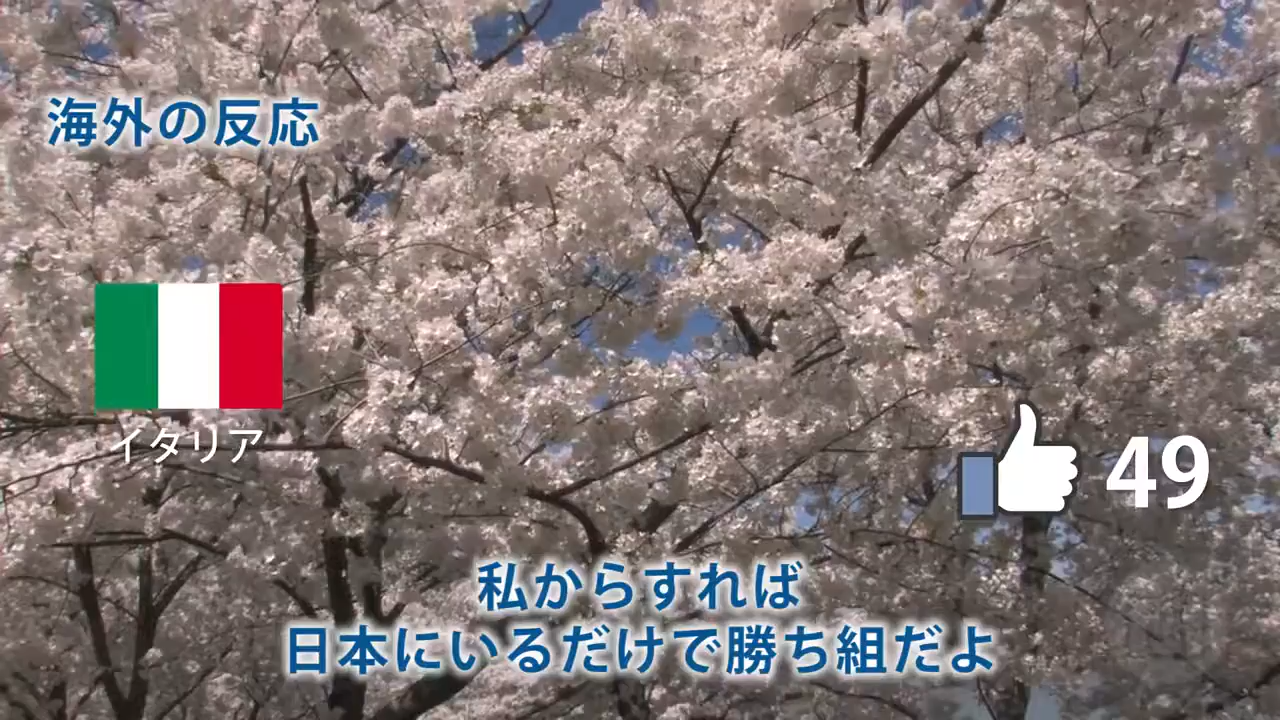 海外の反応
イタリア
49
私からすれば
日本にいるだけで勝ち組だよ